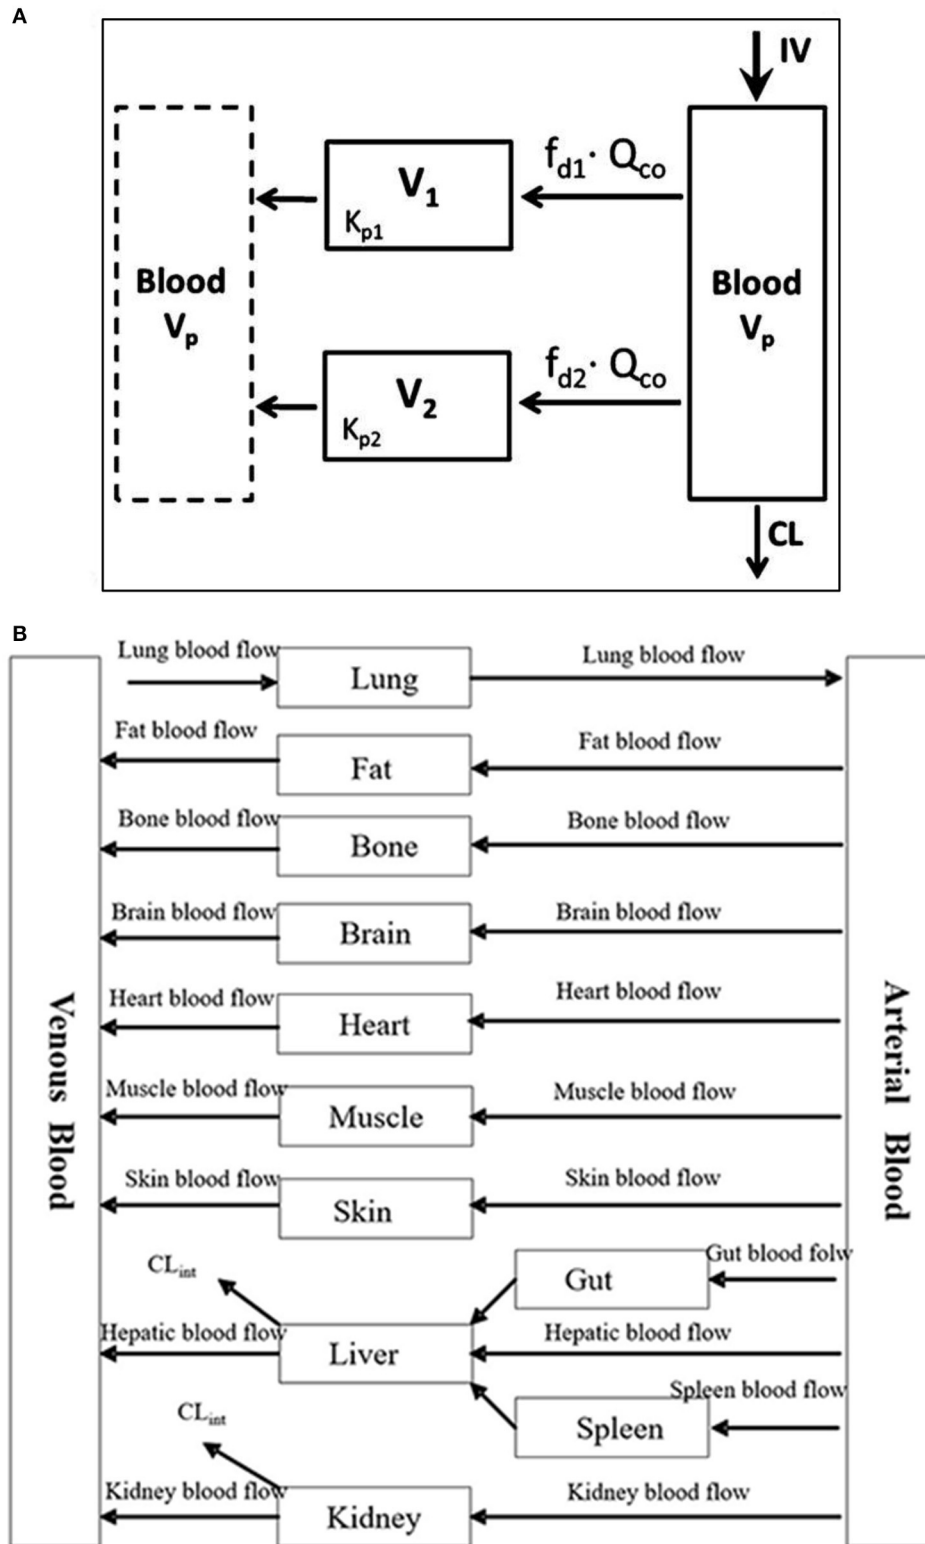 A
IV
V1
Kp1
fd1· Qco
Blood
Vp
Blood
Vp
V2
Kp2
fd2· Qco
CL
B
Lung blood flow
Lung
Lung blood flow
Fat blood flow
Fat
Fat blood flow
Bone blood flow
Bone
Bone blood flow
Brain blood flow
Brain
Brain blood flow
Heart blood flow
Heart
Heart blood flow
Venous Blood
Arterial Blood
Muscle blood flow
Muscle
Muscle blood flow
Skin blood flow
Skin
Skin blood flow
CLint
Gut
Gut blood folw
Hepatic blood flow
Liver
Hepatic blood flow
CLint
Spleen
Spleen blood flow
Kidney blood flow
Kidney
Kidney blood flow